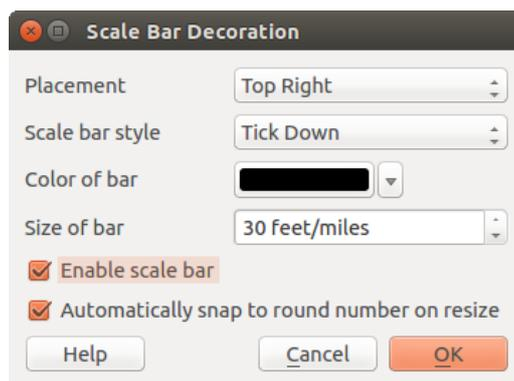 Scale Bar Decoration
Placement Top Right
Scale bar style Tick Down
Color of bar
Size of bar 30 feet/miles
Enable scale bar
Automatically snap to round number on resize
Help Cancel OK